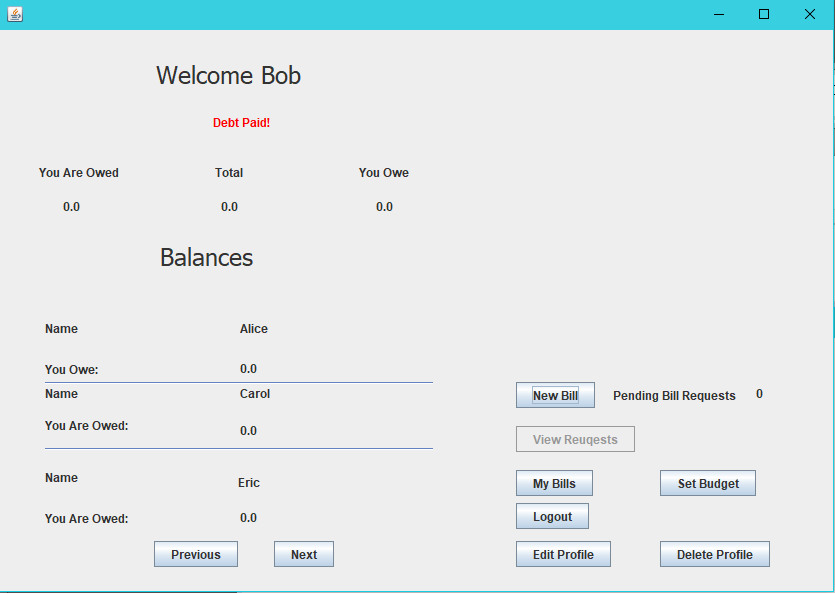 Welcome Bob
Debt Paid!
You Are Owed Total You Owe
0.0 0.0 0.0
Balances
Name Alice
You Owe: 0.0
Name Carol
New Bill Pending Bill Requests 0
You Are Owed: 0.0
View Reuqests
Name Eric
My Bills Set Budget
You Are Owed: 0.0
Logout
Previous Next Edit Profile Delete Profile